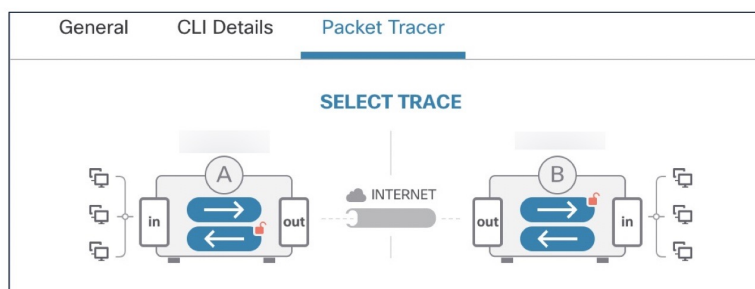 General CLI Details Packet Tracer
SELECT TRACE
A B
INTERNET
in out out in